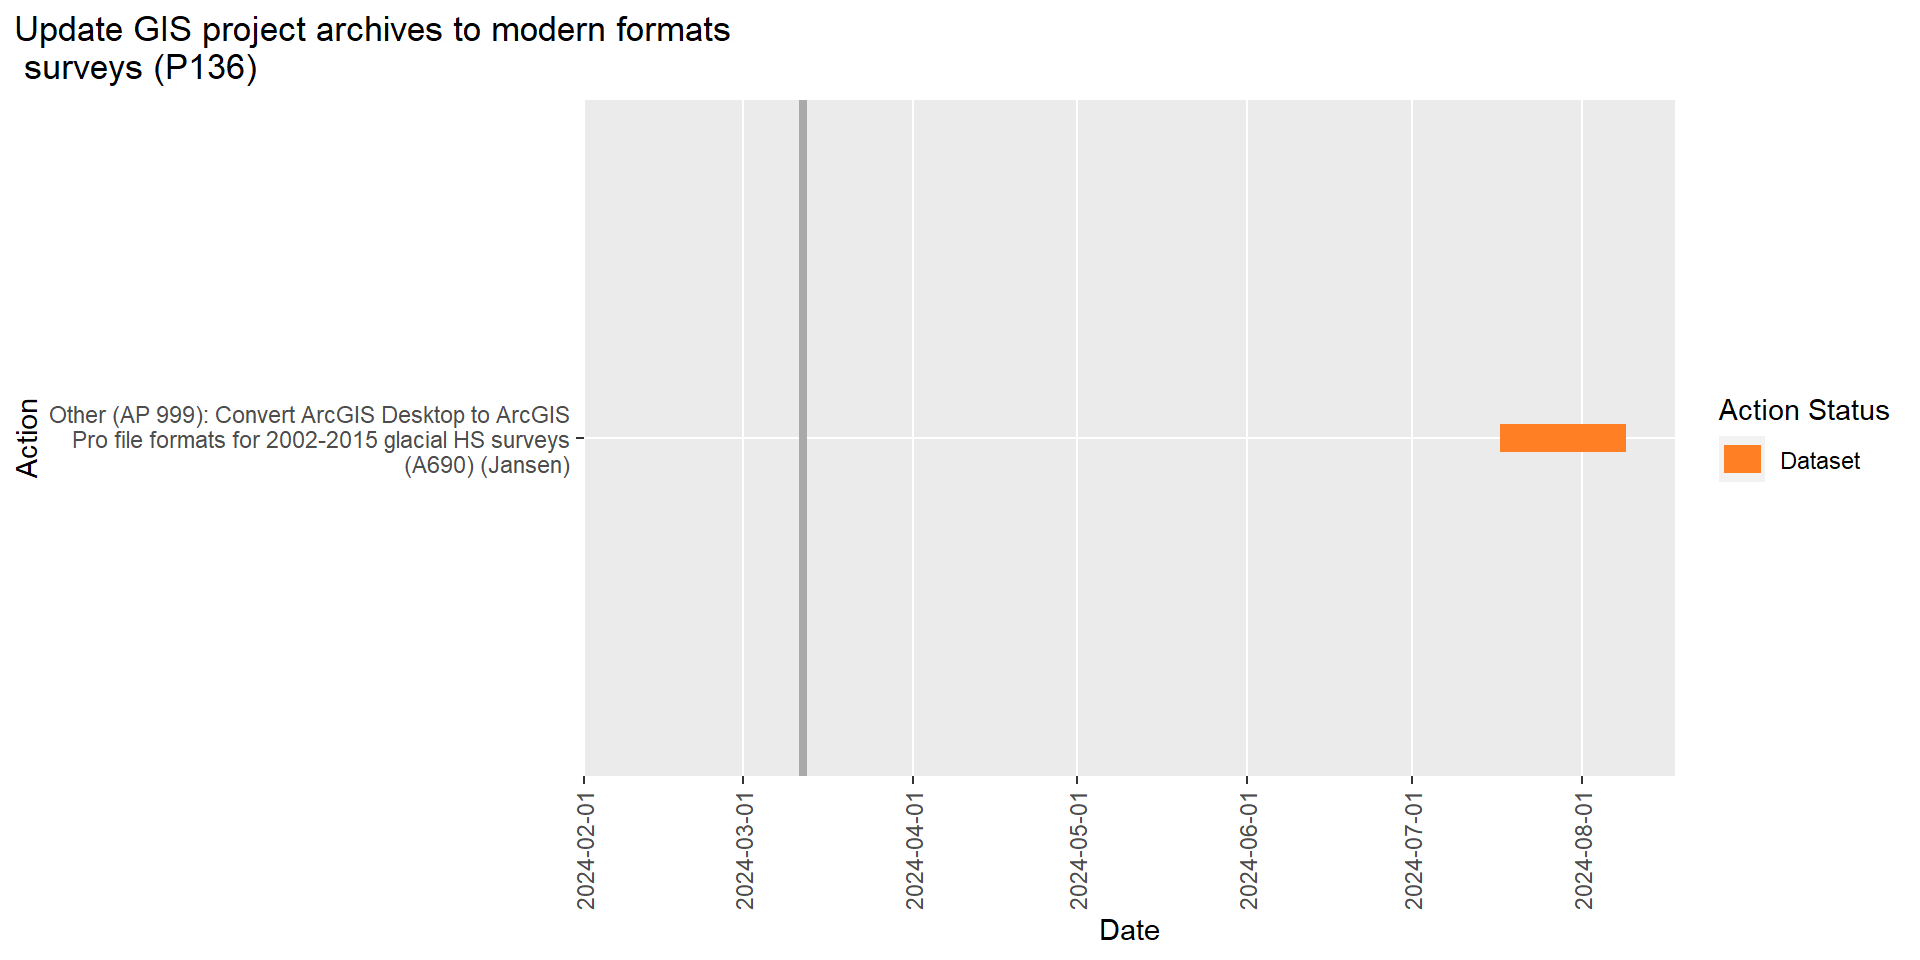 Update GIS project archives to modern formats
surveys (P136)
Action
Other (AP 999): Convert ArcGIS Desktop to ArcGIS
Pro file formats for 2002-2015 glacial HS surveys
(A690) (Jansen)
Action Status
Dataset
2024-02-01
2024-03-01
2024-04-01
2024-05-01
2024-06-01
2024-07-01
2024-08-01
Date